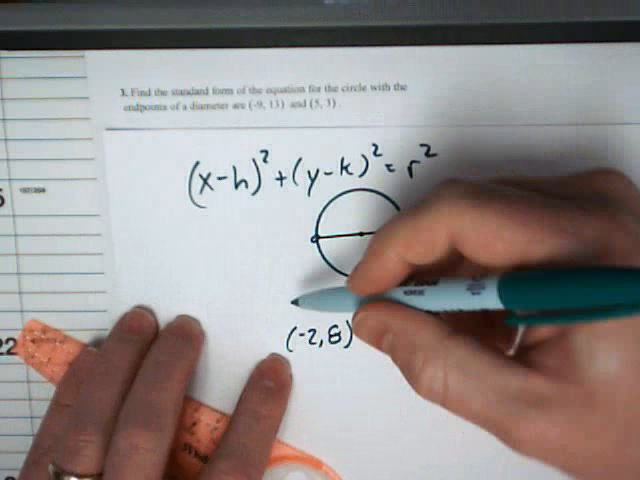 3. Find the standard form of the equation for the circle with the
endpoints of a diameter are (-9, 13) and (5, 3).
(x-h)² + (y-k)² = r²
(-2, 8)
22